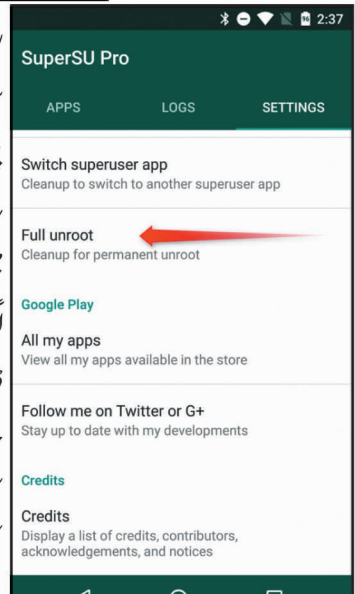 2:37
SuperSU Pro
APPS LOGS SETTINGS
Switch superuser app
Cleanup to switch to another superuser app
Full unroot
Cleanup for permanent unroot
Google Play
All my apps
View all my apps available in the store
Follow me on Twitter or G+
Stay up to date with my developments
Credits
Credits
Display a list of credits, contributors,
acknowledgements, and notices